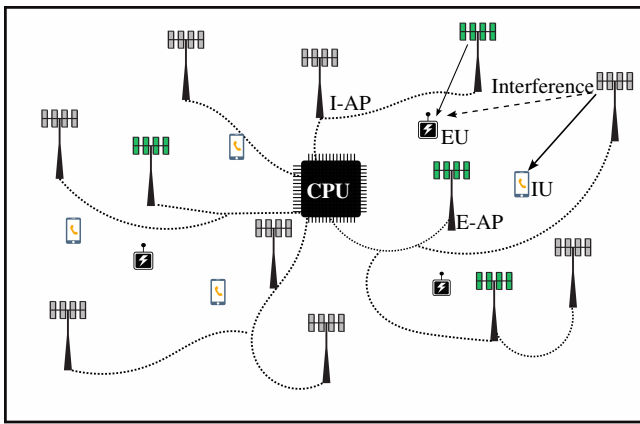 I-AP
Interference
EU
CPU
IU
E-AP